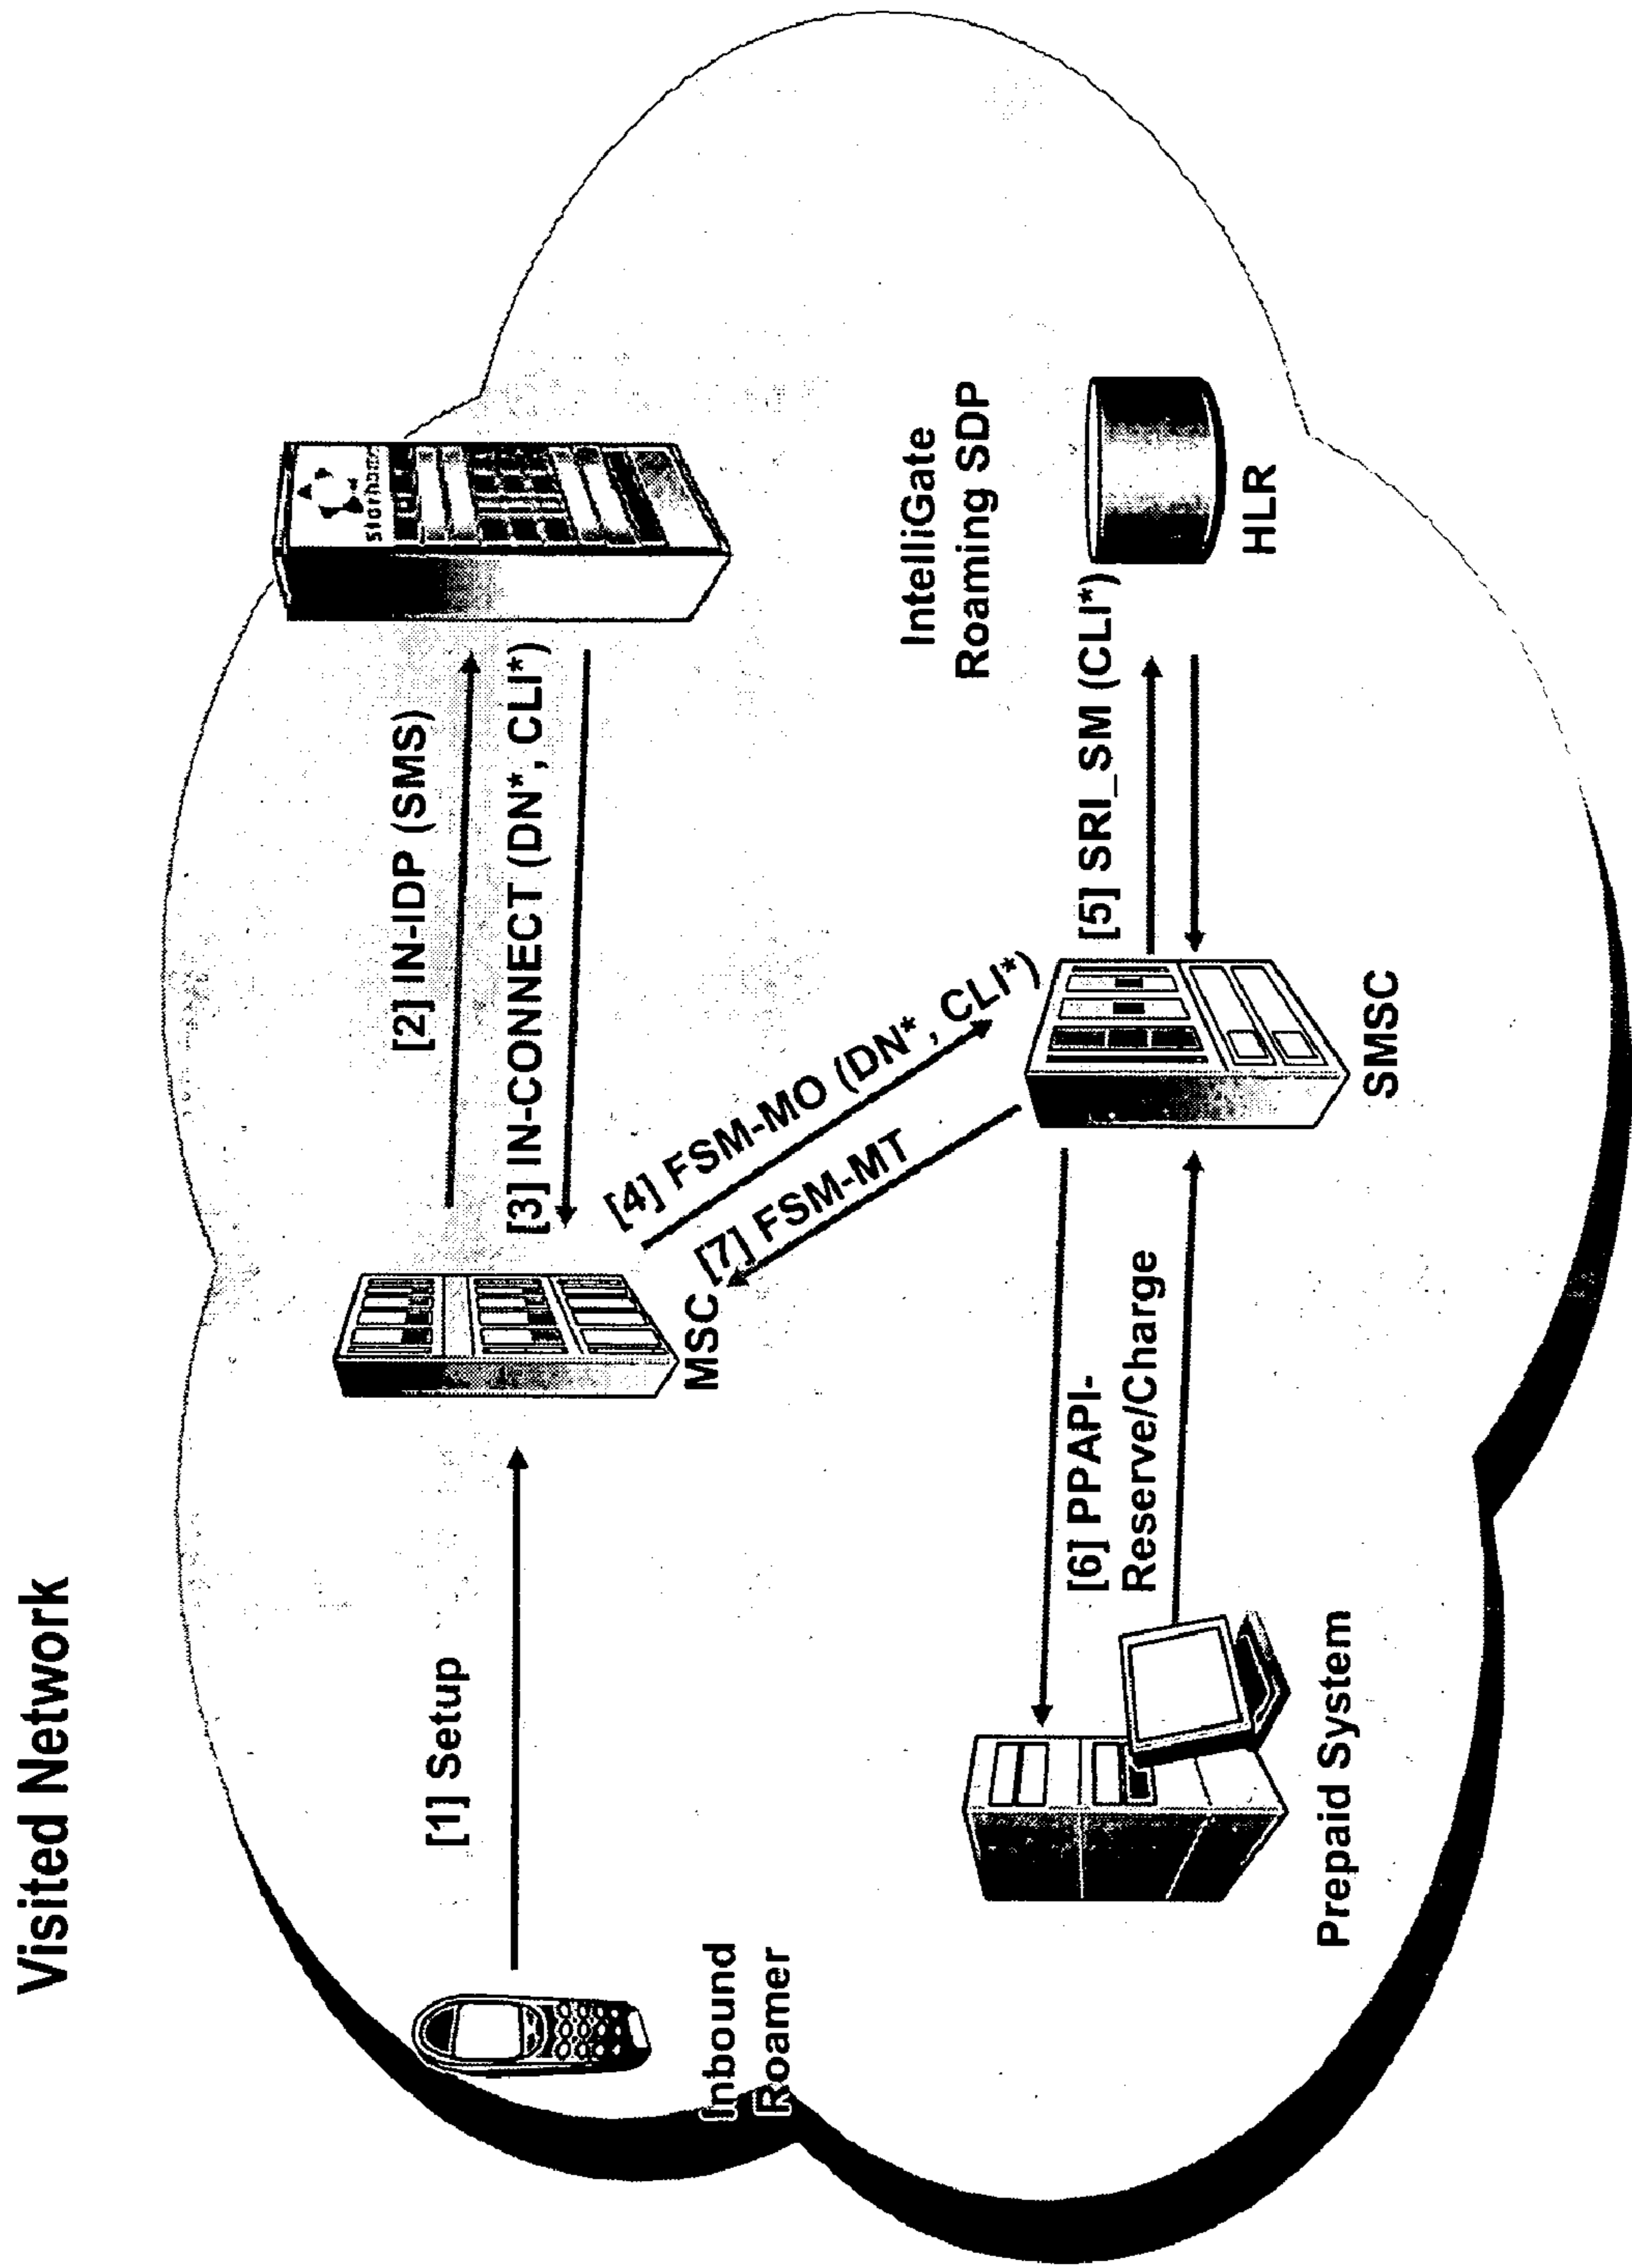 Visited Network
[1] Setup
[2] IN-IDP (SMS)
[3] IN-CONNECT (DN*, CLI*)
starhome
Inbound
Roamer
MSC
[4] FSM-MO (DN*, CLI*)
[7] FSM-MT
IntelliGate
Roaming SDP
[6] PPAPI-
Reserve/Charge
[5] SRI_SM (CLI*)
Prepaid System
SMSC
HLR